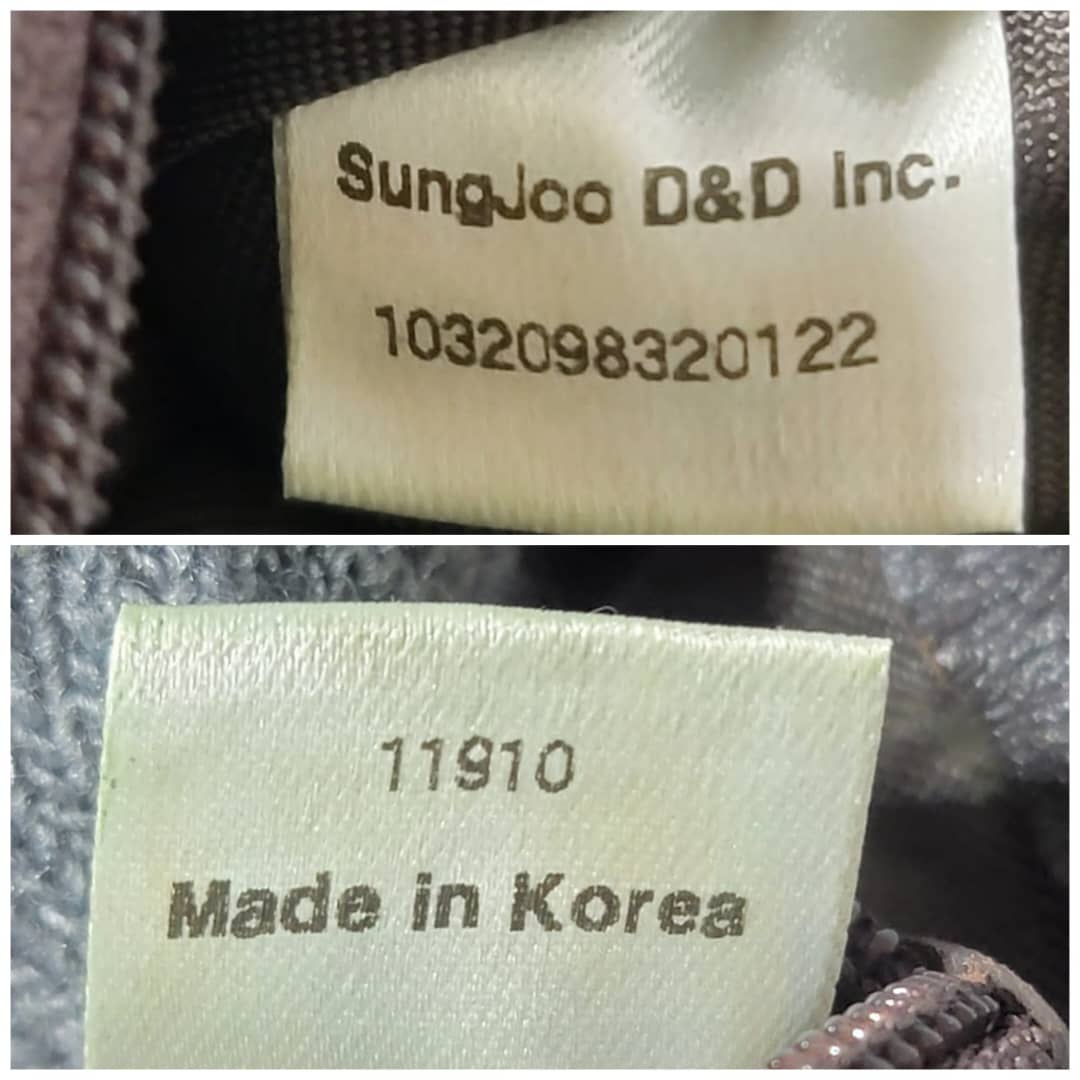 SungJoo D&D Inc.
1032098320122
11910
Made in Korea